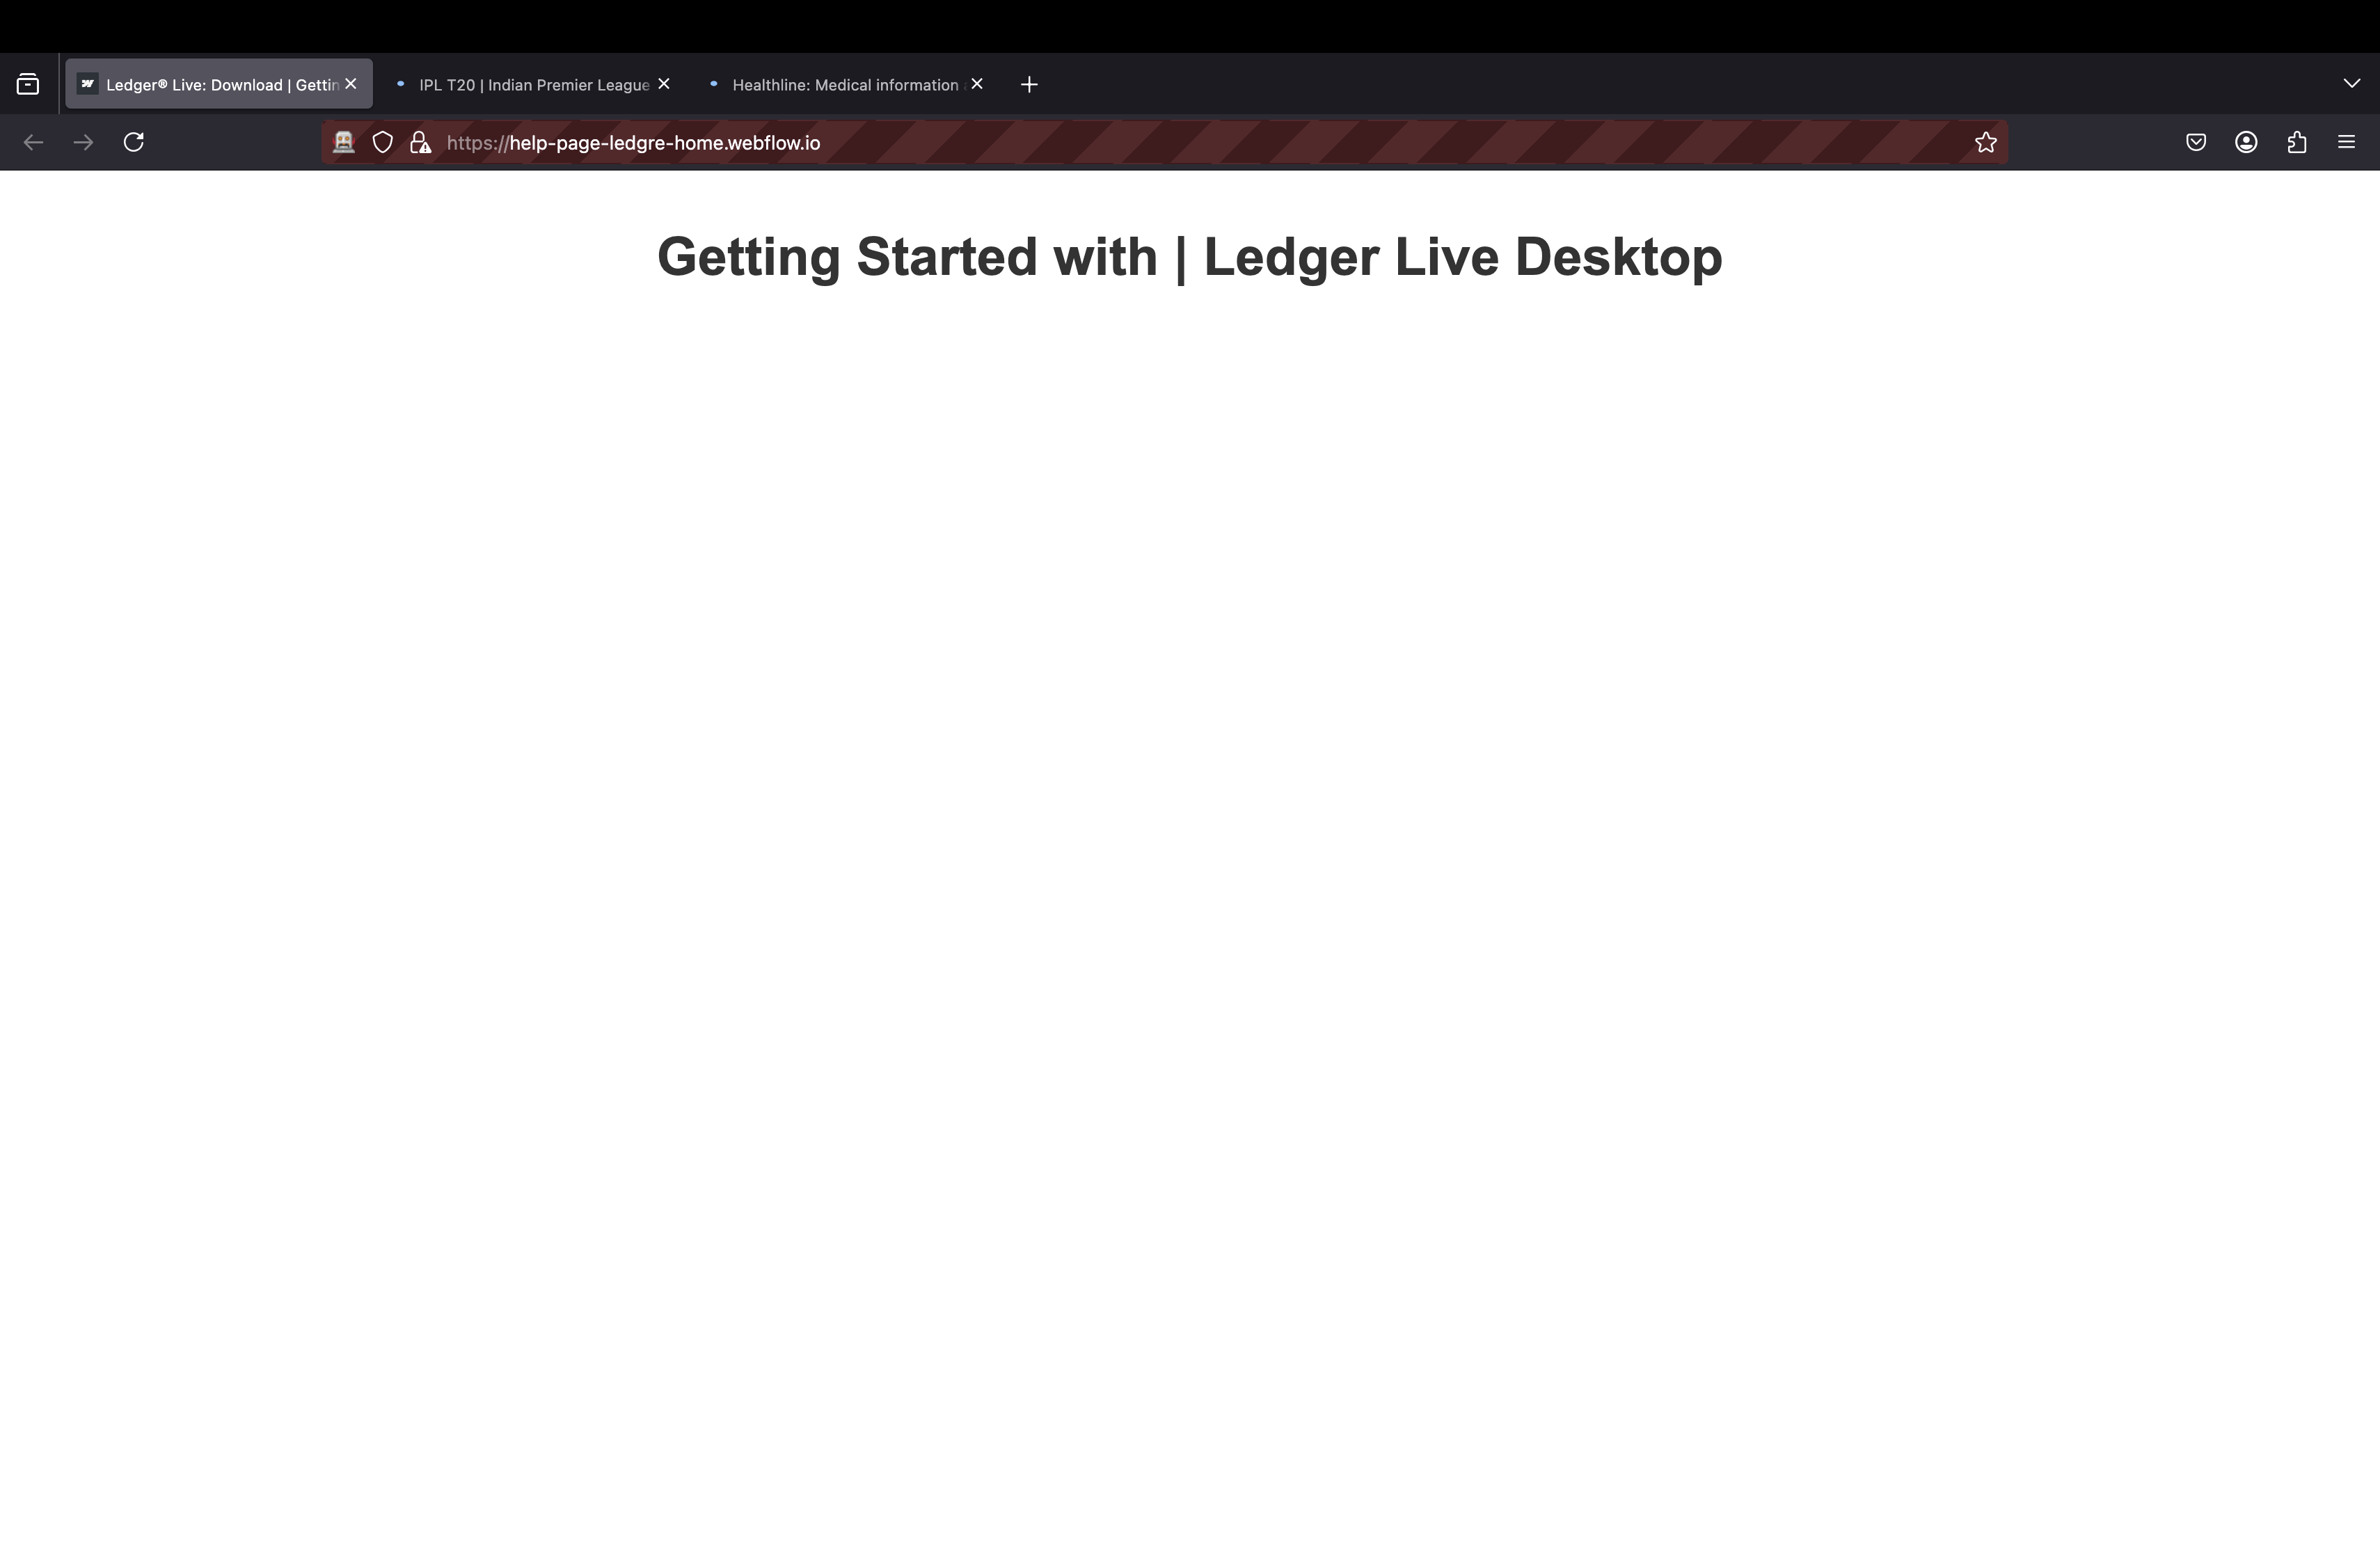 Ledger® Live: Download | Gettin
IPL T20 | Indian Premier League
Healthline: Medical information
https://help-page-ledgre-home.webflow.io
Getting Started with | Ledger Live Desktop